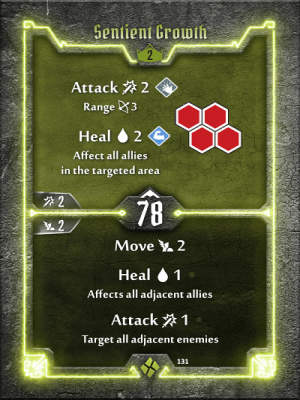 Sentient Growth
2
Attack 2
Range 3
Heal 2
Affect all allies
in the targeted area
2
78
2
Move 2
Heal 1
Affects all adjacent allies
Attack 1
Target all adjacent enemies
131